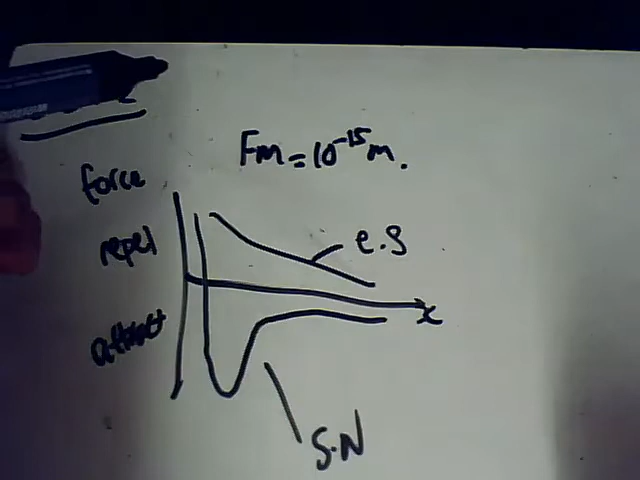 Fm = 10⁻¹⁵ m.
force
repel
e.s
x
attract
S.N